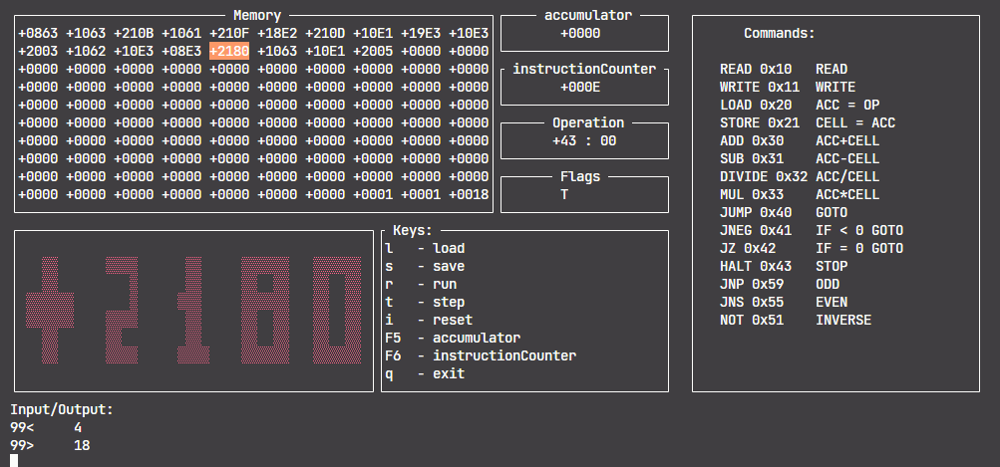 Memory
+0863 +1063 +210B +1061 +210F +18E2 +210D +10E1 +19E3 +10E3
+2003 +1062 +10E3 +08E3 +2180 +1063 +10E1 +2005 +0000 +0000
+0000 +0000 +0000 +0000 +0000 +0000 +0000 +0000 +0000 +0000
+0000 +0000 +0000 +0000 +0000 +0000 +0000 +0000 +0000 +0000
+0000 +0000 +0000 +0000 +0000 +0000 +0000 +0000 +0000 +0000
+0000 +0000 +0000 +0000 +0000 +0000 +0000 +0000 +0000 +0000
+0000 +0000 +0000 +0000 +0000 +0000 +0000 +0000 +0000 +0000
+0000 +0000 +0000 +0000 +0000 +0000 +0000 +0000 +0000 +0000
+0000 +0000 +0000 +0000 +0000 +0000 +0000 +0000 +0000 +0000
+0000 +0000 +0000 +0000 +0000 +0000 +0000 +0001 +0001 +0018
accumulator
+0000
instructionCounter
+000E
Operation
+43 : 00
Flags
T
Commands:
READ 0x10 READ
WRITE 0x11 WRITE
LOAD 0x20 ACC = OP
STORE 0x21 CELL = ACC
ADD 0x30 ACC+CELL
SUB 0x31 ACC-CELL
DIVIDE 0x32 ACC/CELL
MUL 0x33 ACC*CELL
JUMP 0x40 GOTO
JNEG 0x41 IF < 0 GOTO
JZ 0x42 IF = 0 GOTO
HALT 0x43 STOP
JNP 0x59 ODD
JNS 0x55 EVEN
NOT 0x51 INVERSE
+2180
Keys:
l - load
s - save
r - run
t - step
i - reset
F5 - accumulator
F6 - instructionCounter
q - exit
Input/Output:
99< 4
99> 18